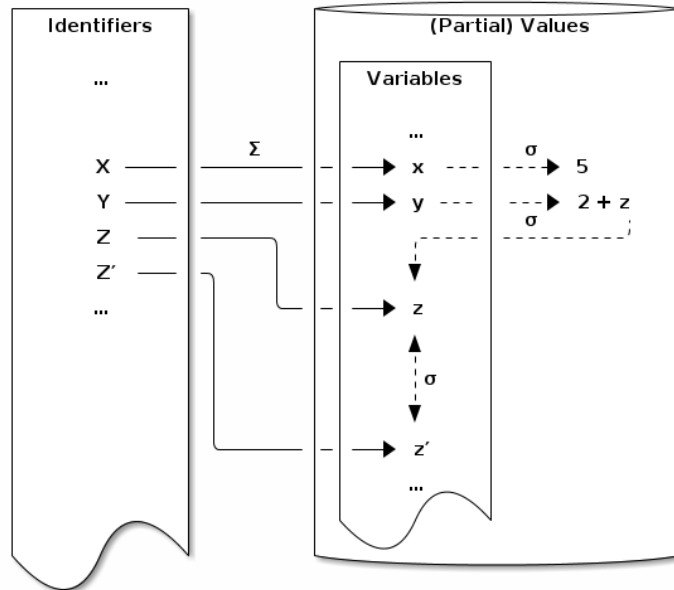 Identifiers
(Partial) Values
Variables
...
...
X Σ x σ 5
Y y σ 2 + z
Z
Z′
...
z
σ
z′
...